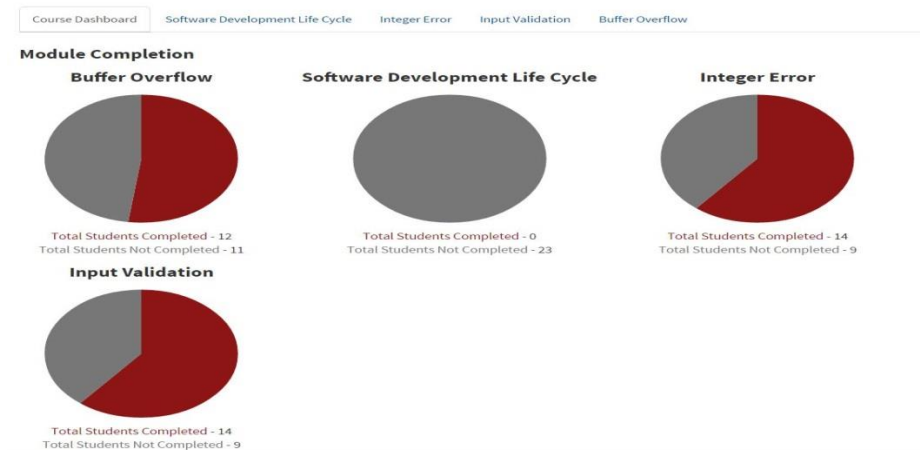 Course Dashboard Software Development Life Cycle Integer Error Input Validation Buffer Overflow
Module Completion
Buffer Overflow
Total Students Completed - 12
Total Students Not Completed - 11
Software Development Life Cycle
Total Students Completed - 0
Total Students Not Completed - 23
Integer Error
Total Students Completed - 14
Total Students Not Completed - 9
Input Validation
Total Students Completed - 14
Total Students Not Completed - 9